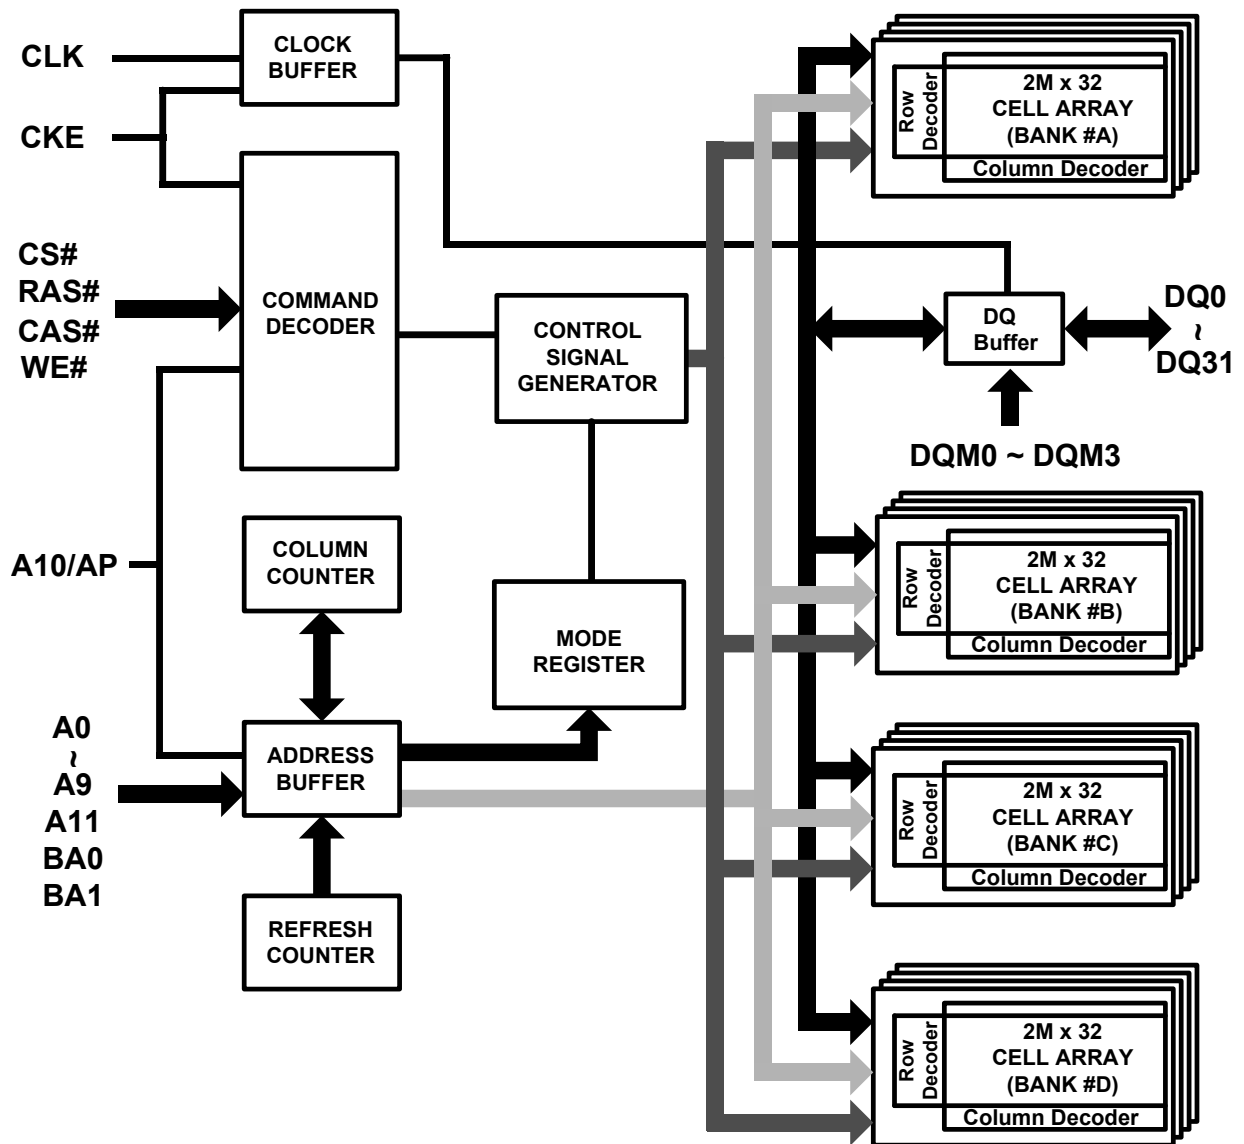 CLK
CKE
CLOCK
BUFFER
CS#
RAS#
CAS#
WE#
COMMAND
DECODER
CONTROL
SIGNAL
GENERATOR
A10/AP
COLUMN
COUNTER
MODE
REGISTER
A0
~
A9
A11
BA0
BA1
ADDRESS
BUFFER
REFRESH
COUNTER
Row
Decoder
2M x 32
CELL ARRAY
(BANK #A)
Column Decoder
DQ
Buffer
DQ0
~
DQ31
DQM0 ~ DQM3
Row
Decoder
2M x 32
CELL ARRAY
(BANK #B)
Column Decoder
Row
Decoder
2M x 32
CELL ARRAY
(BANK #C)
Column Decoder
Row
Decoder
2M x 32
CELL ARRAY
(BANK #D)
Column Decoder